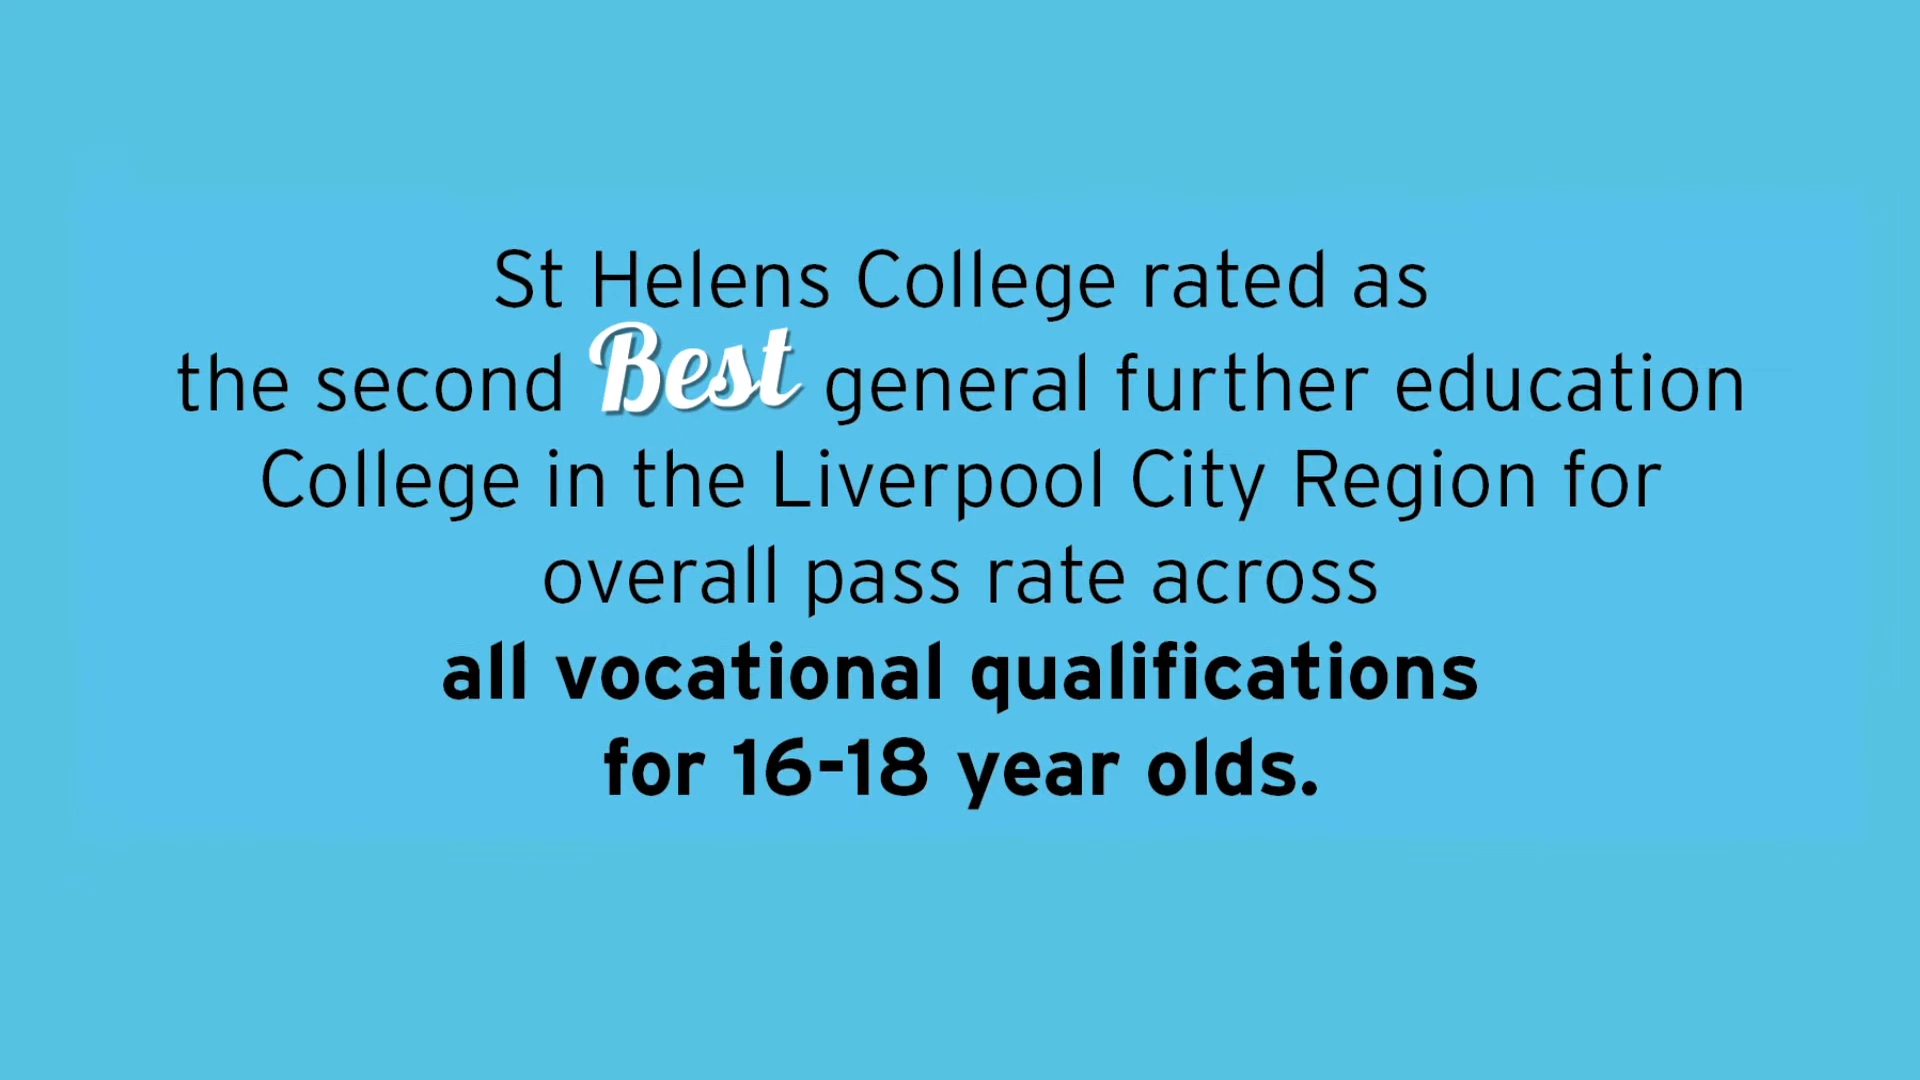 St Helens College rated as
the second Best general further education
College in the Liverpool City Region for
overall pass rate across
all vocational qualifications
for 16-18 year olds.